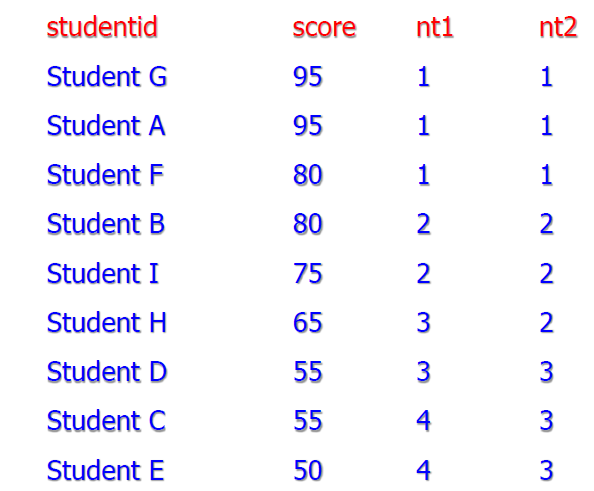 studentid score nt1 nt2
Student G 95 1 1
Student A 95 1 1
Student F 80 1 1
Student B 80 2 2
Student I 75 2 2
Student H 65 3 2
Student D 55 3 3
Student C 55 4 3
Student E 50 4 3